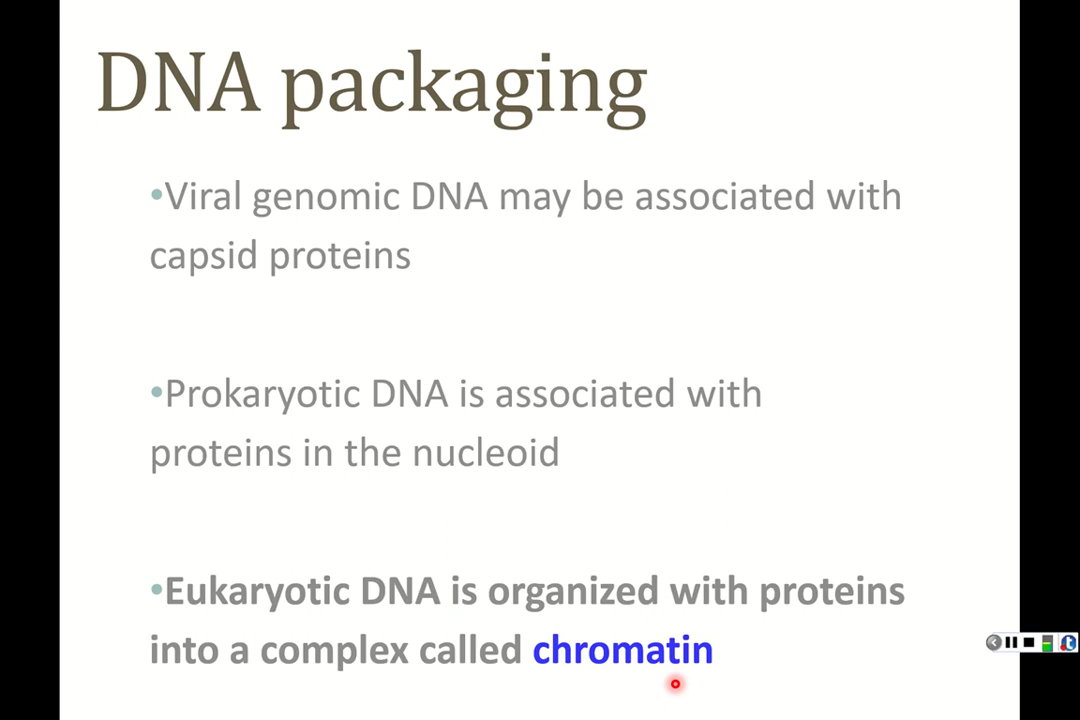 DNA packaging
•Viral genomic DNA may be associated with
capsid proteins
•Prokaryotic DNA is associated with
proteins in the nucleoid
•Eukaryotic DNA is organized with proteins
into a complex called chromatin